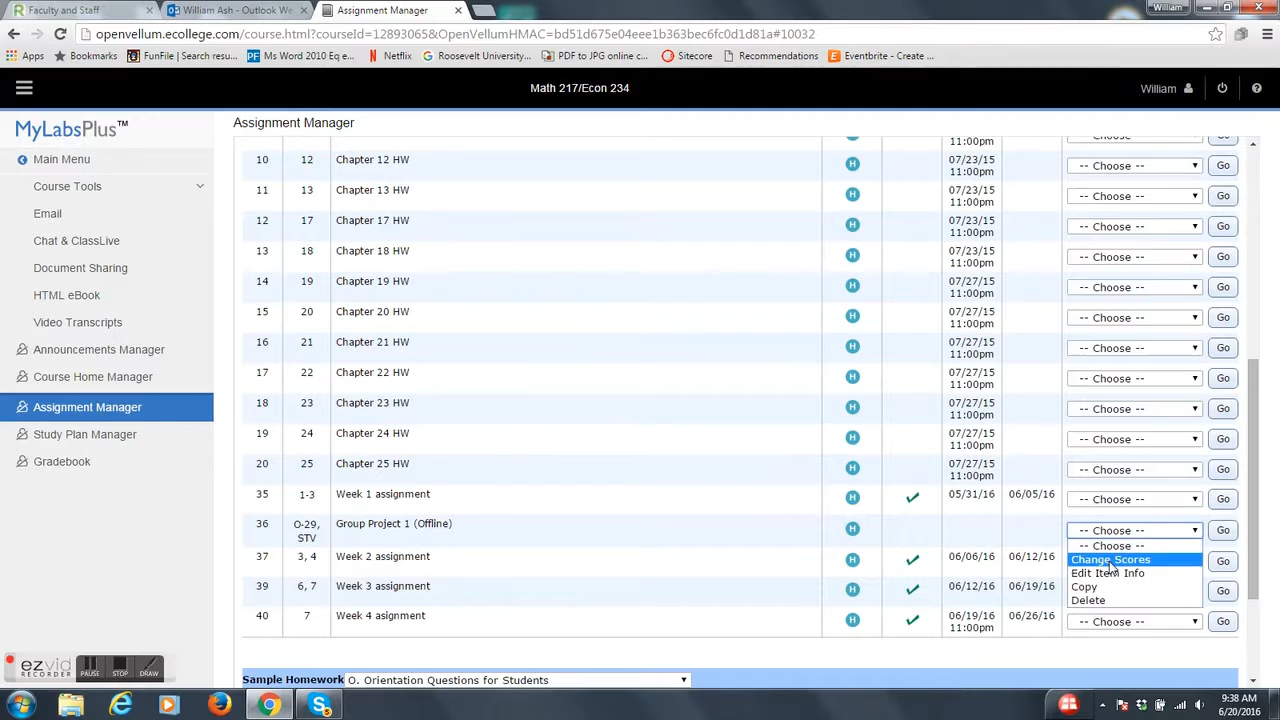 Faculty and Staff
William Ash - Outlook We
Assignment Manager
William
openvellum.ecollege.com/course.html?courseId=12893065&OpenVellumHMAC=b551d675e04eee1b363bec6fc0d1d81a#10032
Apps
Bookmarks
FunFile | Search resu...
Ms Word 2010 Eq e...
Netflix
Roosevelt University...
PDF to JPG online c...
Sitecore
Recommendations
Eventbrite - Create ...
Math 217/Econ 234
William
MyLabsPlus™
Main Menu
Course Tools
Email
Chat & ClassLive
Document Sharing
HTML eBook
Video Transcripts
Announcements Manager
Course Home Manager
Assignment Manager
Study Plan Manager
Gradebook
Assignment Manager
11:00pm -- Choose -- Go
10 12 Chapter 12 HW H 07/23/15 11:00pm -- Choose -- Go
11 13 Chapter 13 HW H 07/23/15 11:00pm -- Choose -- Go
12 17 Chapter 17 HW H 07/23/15 11:00pm -- Choose -- Go
13 18 Chapter 18 HW H 07/23/15 11:00pm -- Choose -- Go
14 19 Chapter 19 HW H 07/27/15 11:00pm -- Choose -- Go
15 20 Chapter 20 HW H 07/27/15 11:00pm -- Choose -- Go
16 21 Chapter 21 HW H 07/27/15 11:00pm -- Choose -- Go
17 22 Chapter 22 HW H 07/27/15 11:00pm -- Choose -- Go
18 23 Chapter 23 HW H 07/27/15 11:00pm -- Choose -- Go
19 24 Chapter 24 HW H 07/27/15 11:00pm -- Choose -- Go
20 25 Chapter 25 HW H 07/27/15 11:00pm -- Choose -- Go
35 1-3 Week 1 assignment H 05/31/16 06/05/16 -- Choose -- Go
36 O-29, STV Group Project 1 (Offline) H -- Choose -- Go
-- Choose --
Change Scores
Edit Item Info
Copy
Delete
37 3, 4 Week 2 assignment H 06/06/16 06/12/16 Go
39 6, 7 Week 3 assignment H 06/12/16 06/19/16 Go
40 7 Week 4 asignment H 06/19/16 11:00pm 06/26/16 -- Choose -- Go
Sample Homework O. Orientation Questions for Students
ezvid
RECORDER
PAUSE
STOP
DRAW
9:38 AM
6/20/2016